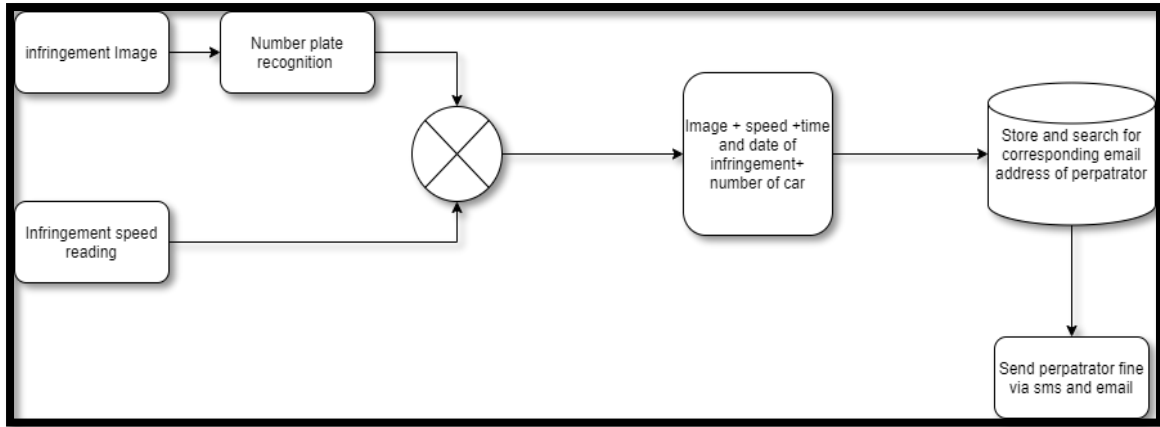 infringement Image
Number plate
recognition
Infringement speed
reading
Image + speed +time
and date of
infringement+
number of car
Store and search for
corresponding email
address of perpatrator
Send perpatrator fine
via sms and email